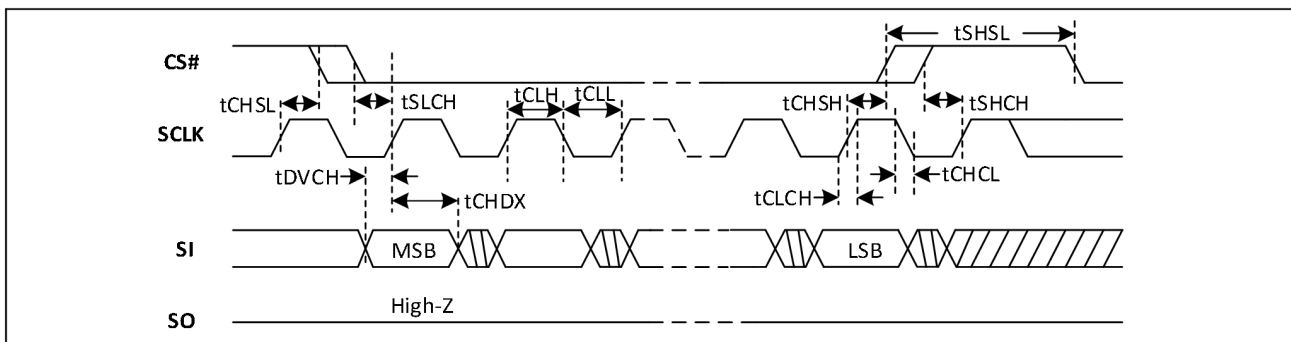 tSHSL
CS#
tCHSL
tSLCH
tCLH
tCLL
tCHSH
tSHCH
SCLK
tDVCH
tCHDX
tCLCH
tCHCL
SI
MSB
LSB
High-Z
SO